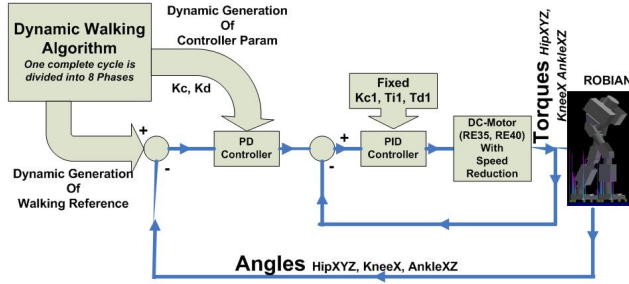 Dynamic Walking
Algorithm
One complete cycle is
divided into 8 Phases
Dynamic Generation
Of
Controller Param
Kc, Kd
Fixed
Kc1, Ti1, Td1
Torques HipXYZ,
KneeX AnkleXZ
ROBIAN
+
-
PD
Controller
+
-
PID
Controller
DC-Motor
(RE35, RE40)
With
Speed
Reduction
Dynamic Generation
Of
Walking Reference
Angles HipXYZ, KneeX, AnkleXZ